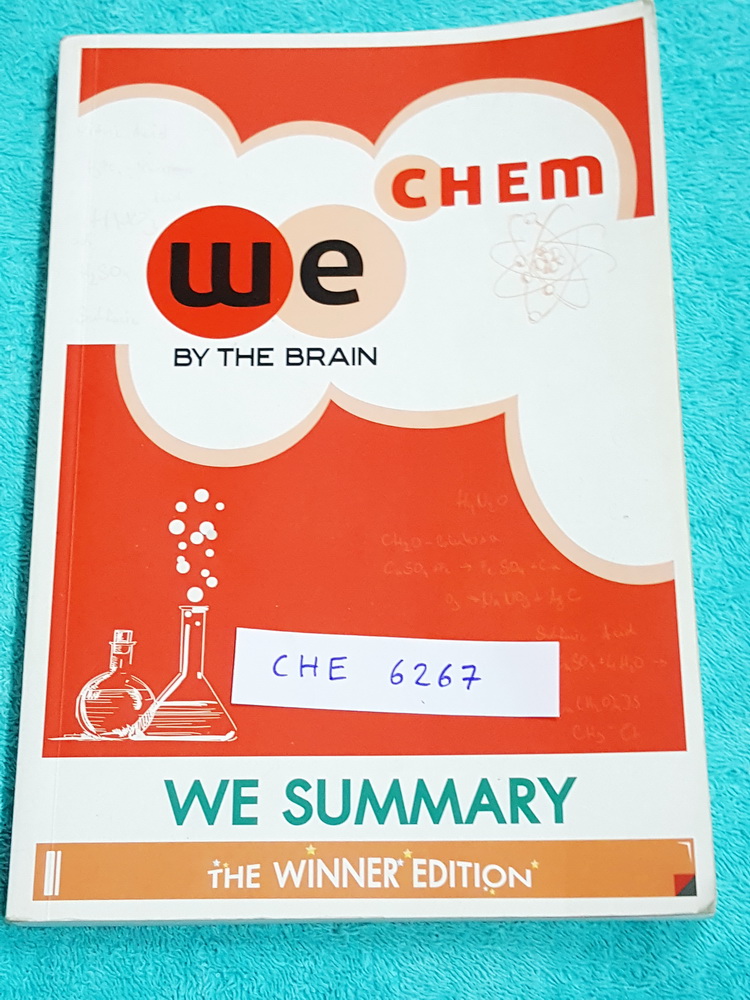 CHEM
we
BY THE BRAIN
CHE 6267
WE SUMMARY
THE WINNER EDITION